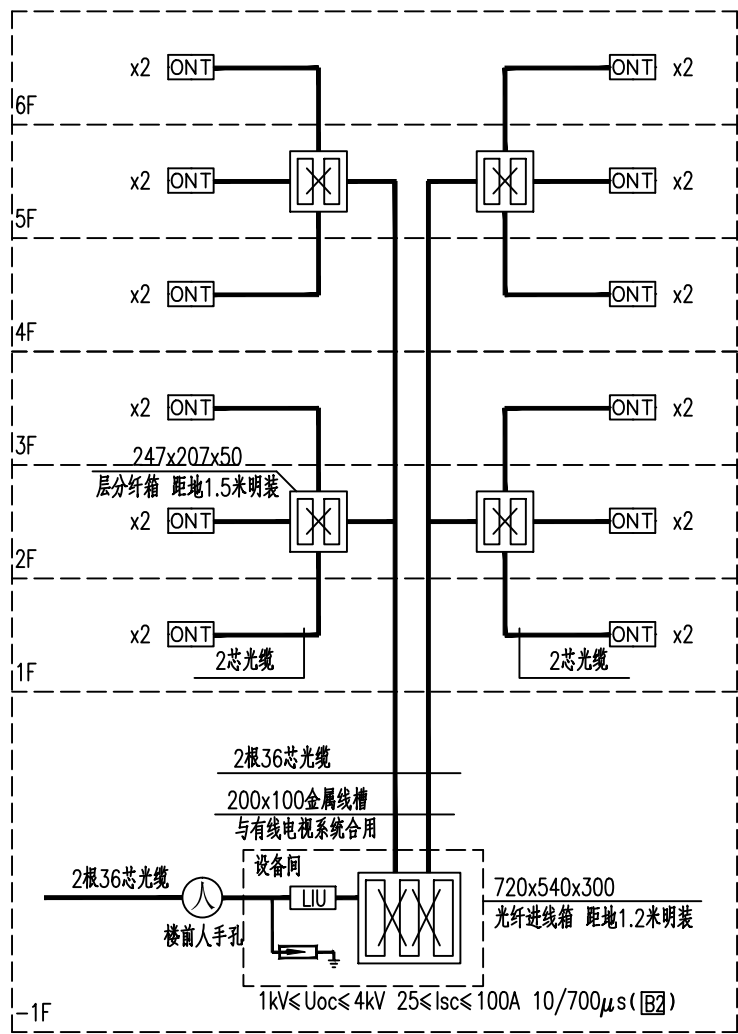 x2 ONT ONT x2
6F
x2 ONT ONT x2
5F
x2 ONT ONT x2
4F
x2 ONT ONT x2
3F
247x207x50
层分纤箱 距地1.5米明装
x2 ONT ONT x2
2F
x2 ONT ONT x2
2芯光缆 2芯光缆
1F
2根36芯光缆
200x100金属线槽
与有线电视系统合用
设备间
2根36芯光缆
人
LIU
720x540x300
光纤进线箱 距地1.2米明装
楼前人手孔
1kV≤Uoc≤4kV 25≤Isc≤100A 10/700μs(B2)
-1F